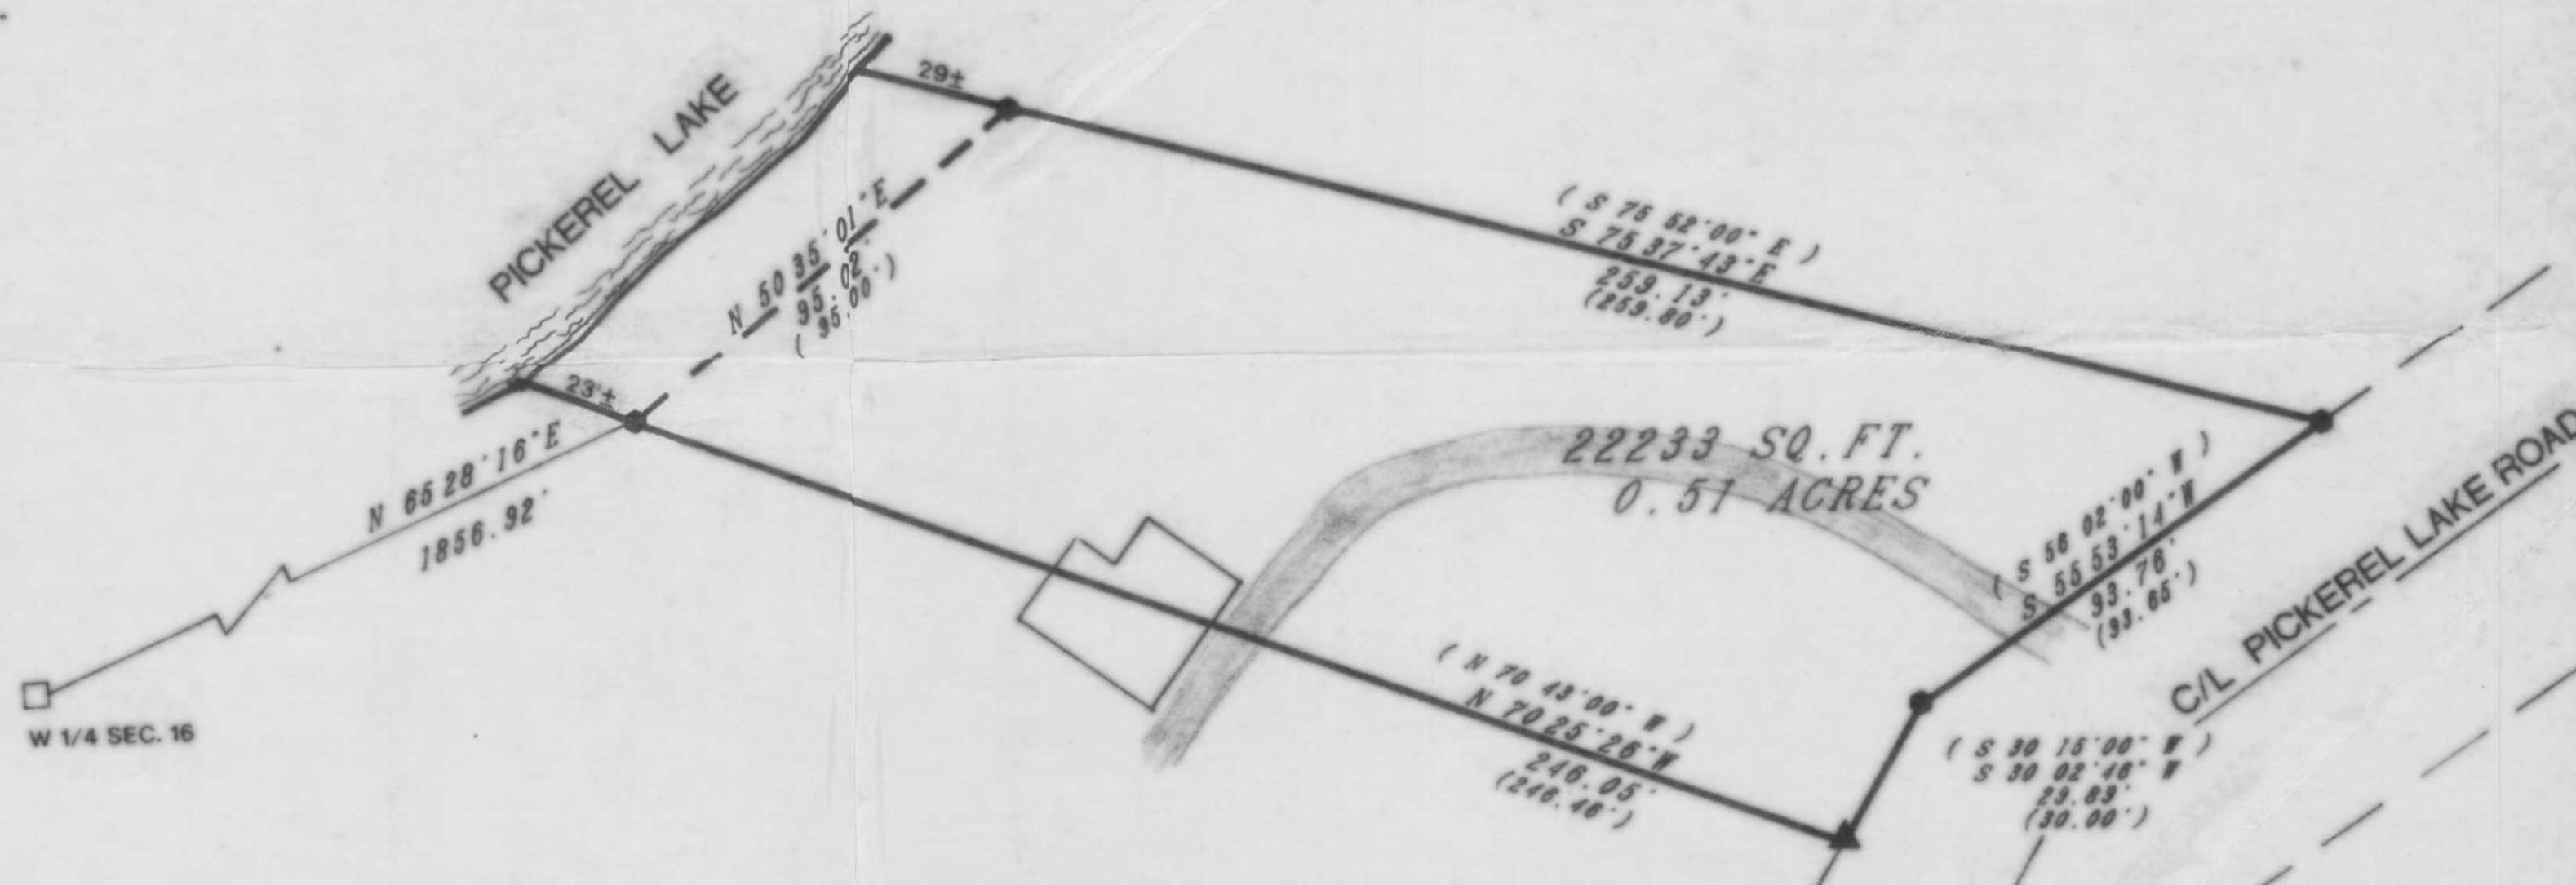 PICKEREL LAKE
29±
N 50 35'01"E
95.02'
(95.00')
( S 75 52'00" E )
S 75 37'43"E
259.13'
(259.80')
23'±
N 65 28'16"E
1856.92'
W 1/4 SEC. 16
22233 SQ.FT.
0.51 ACRES
( S 56 02'00" W )
S 55 53'14"W
93.76'
(93.65')
C/L PICKEREL LAKE ROAD
( N 70 43'00" W )
N 70 25'26"W
246.05'
(246.46')
( S 30 15'00" W )
S 30 02'46" W
29.89'
(30.00')